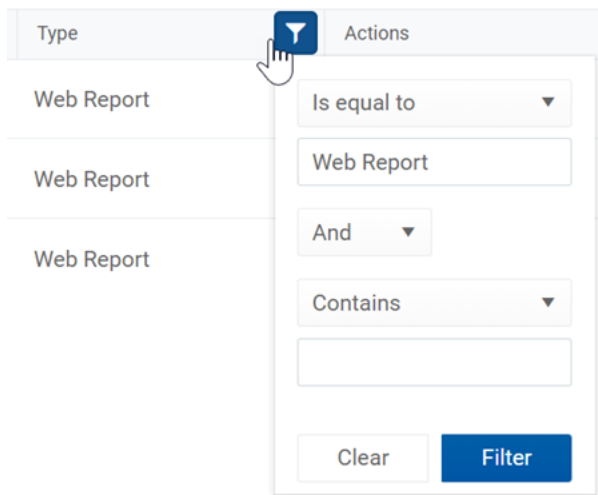 Type Actions
Web Report
Web Report
Web Report
Is equal to
Web Report
And
Contains
Clear Filter